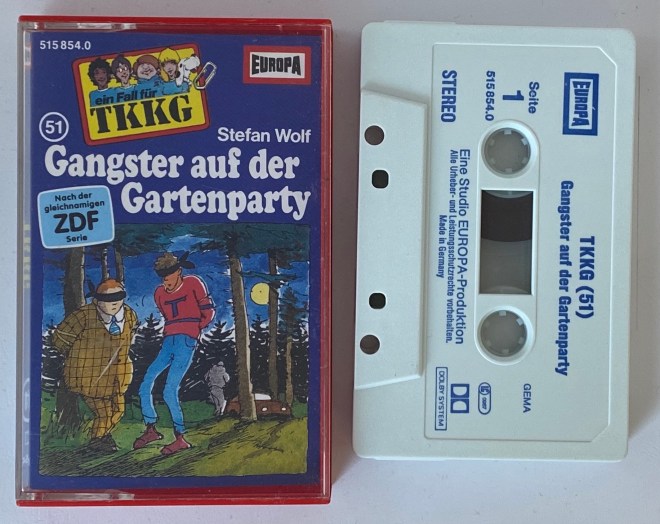 515 854.0
ein Fall für
TKKG
EUROPA
51
Stefan Wolf
Gangster auf der
Gartenparty
Nach der
gleichnamigen
ZDF
Serie
T
EUROPA
TKKG (51)
Gangster auf der Gartenparty
Seite
1
515 854.0
STEREO
GEMA
Eine Studio EUROPA-Produktion
Alle Urheber- und Leistungsschutzrechte vorbehalten.
Made in Germany
DOLBY SYSTEM